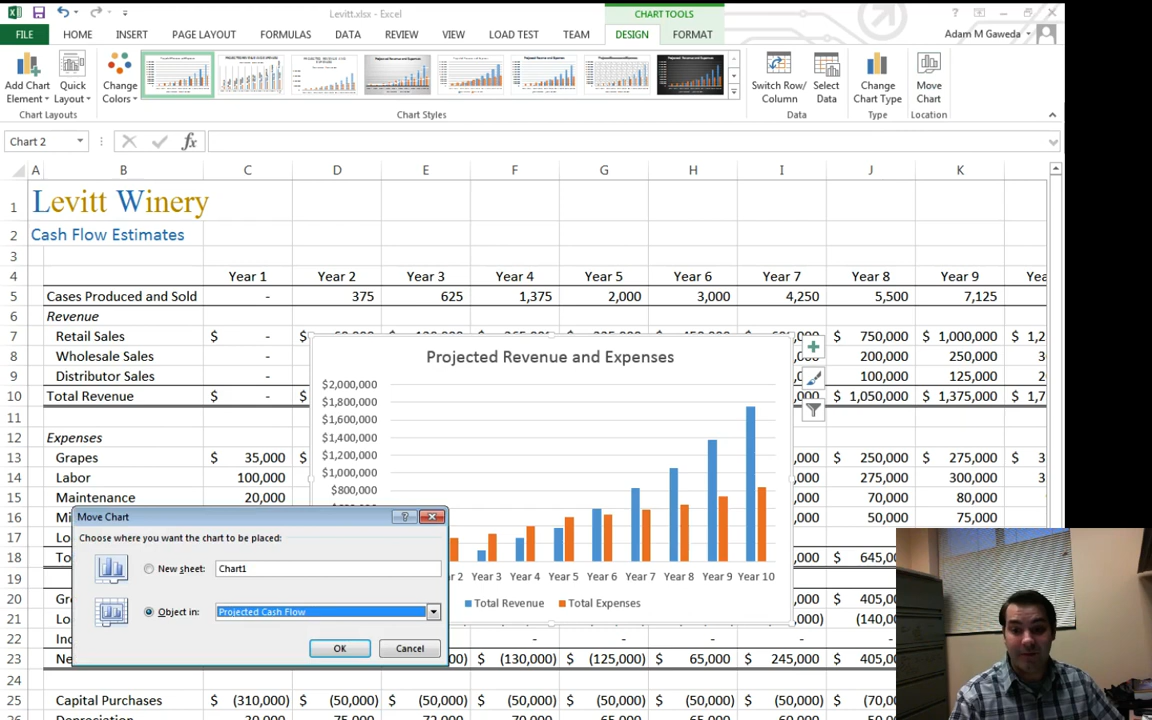 Levitt.xlsx - Excel
CHART TOOLS
FILE HOME INSERT PAGE LAYOUT FORMULAS DATA REVIEW VIEW LOAD TEST TEAM DESIGN FORMAT Adam M Gaweda
Add Chart Element Quick Layout Change Colors Switch Row/ Column Select Data Change Chart Type Move Chart
Chart Layouts Chart Styles Data Type Location
Chart 2 fx
A B C D E F G H I J K
1 Levitt Winery
2 Cash Flow Estimates
3
4 Year 1 Year 2 Year 3 Year 4 Year 5 Year 6 Year 7 Year 8 Year 9
5 Cases Produced and Sold - 375 625 1,375 2,000 3,000 4,250 5,500 7,125
6 Revenue
7 Retail Sales $ - $ 750,000 $ 1,000,000
8 Wholesale Sales - 200,000 250,000
9 Distributor Sales - 100,000 125,000
10 Total Revenue $ - $ $ 1,050,000 $ 1,375,000
11
12 Expenses
13 Grapes $ 35,000 $ $ 250,000 $ 275,000 $
14 Labor 100,000 275,000 300,000
15 Maintenance 20,000 70,000 80,000
16 50,000 75,000
17
18 $ 645,
19
20 $ 405,
21 (140,
22 - - - -
23 $ (130,000) $ (125,000) $ 65,000 $ 245,000 $ 405,
24
25 Capital Purchases $ (310,000) $ (50,000) $ (50,000) $ (50,000) $ (50,000) $ (50,000) $ (50,000) $ (70,
26 Depreciation
Projected Revenue and Expenses
$2,000,000
$1,800,000
$1,600,000
$1,400,000
$1,200,000
$1,000,000
$800,000
Year 3 Year 4 Year 5 Year 6 Year 7 Year 8 Year 9 Year 10
Total Revenue Total Expenses
Move Chart
Choose where you want the chart to be placed:
New sheet: Chart1
Object in: Projected Cash Flow
OK Cancel